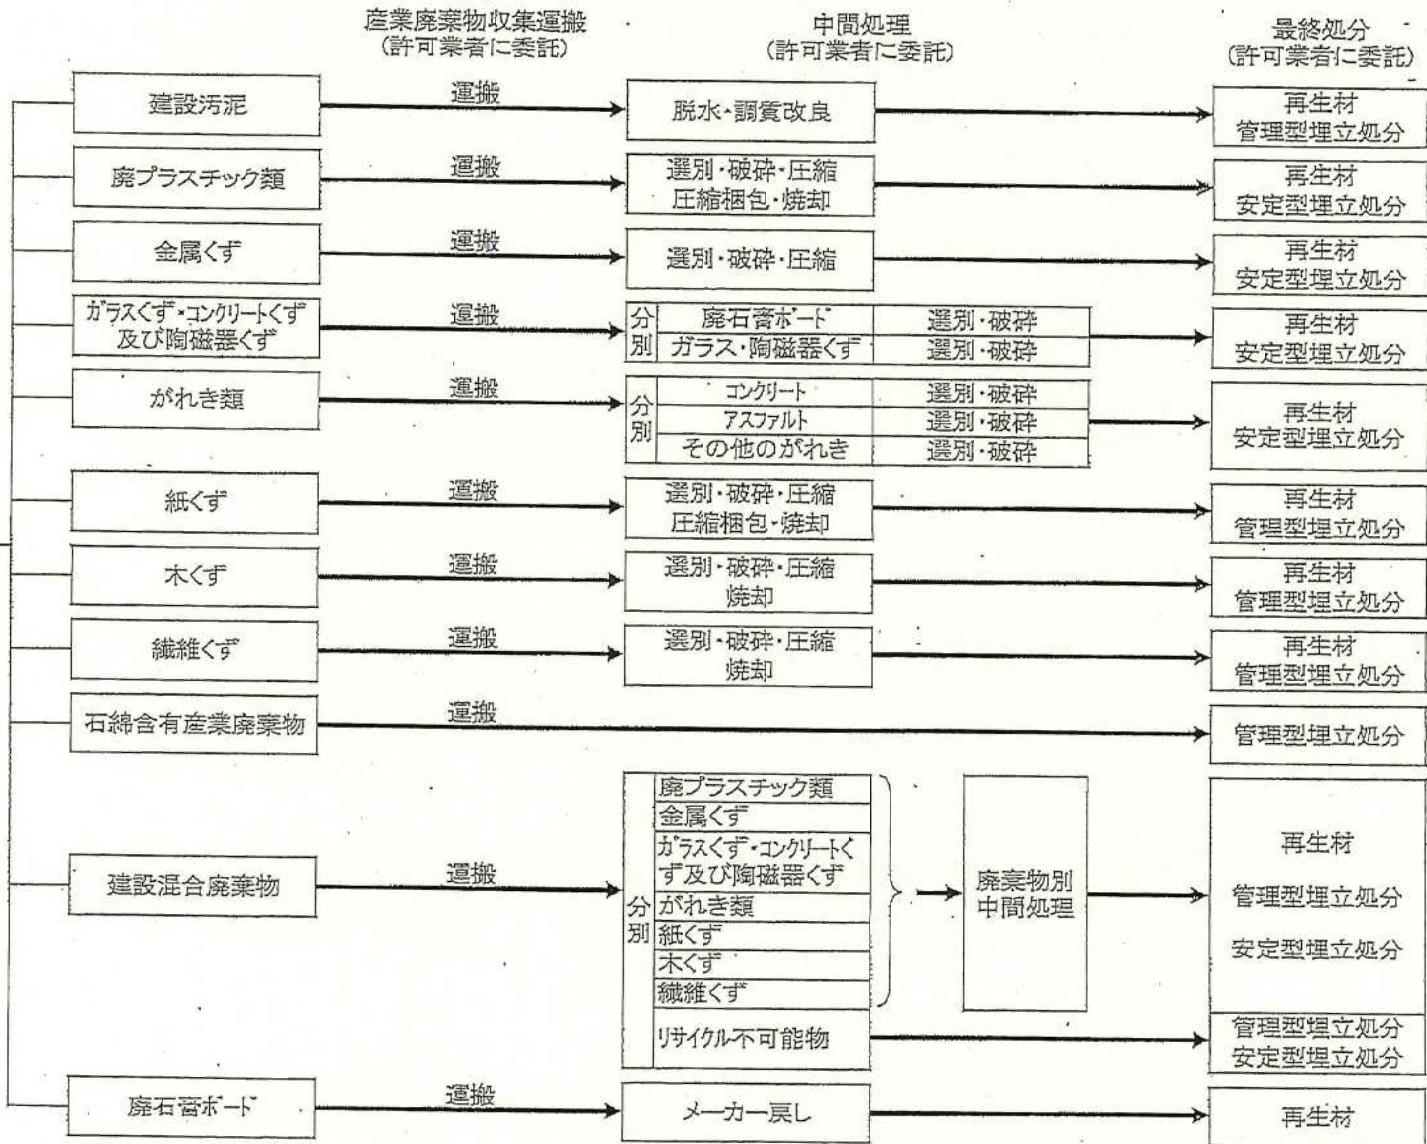 産業廃棄物収集運搬
(許可業者に委託)
中間処理
(許可業者に委託)
最終処分
(許可業者に委託)
建設汚泥
運搬
脱水・調質改良
再生材
管理型埋立処分
廃プラスチック類
運搬
選別・破砕・圧縮
圧縮梱包・焼却
再生材
安定型埋立処分
金属くず
運搬
選別・破砕・圧縮
再生材
安定型埋立処分
ガラスくず・コンクリートくず
及び陶磁器くず
運搬
分別
廃石膏ボード
選別・破砕
ガラス・陶磁器くず
選別・破砕
再生材
安定型埋立処分
がれき類
運搬
分別
コンクリート
選別・破砕
アスファルト
選別・破砕
その他のがれき
選別・破砕
再生材
安定型埋立処分
紙くず
運搬
選別・破砕・圧縮
圧縮梱包・焼却
再生材
管理型埋立処分
木くず
運搬
選別・破砕・圧縮
焼却
再生材
管理型埋立処分
繊維くず
運搬
選別・破砕・圧縮
焼却
再生材
管理型埋立処分
石綿含有産業廃棄物
運搬
管理型埋立処分
建設混合廃棄物
運搬
分別
廃プラスチック類
金属くず
ガラスくず・コンクリートく
ず及び陶磁器くず
がれき類
紙くず
木くず
繊維くず
リサイクル不可能物
廃棄物別
中間処理
再生材
管理型埋立処分
安定型埋立処分
管理型埋立処分
安定型埋立処分
廃石膏ボード
運搬
メーカー戻し
再生材